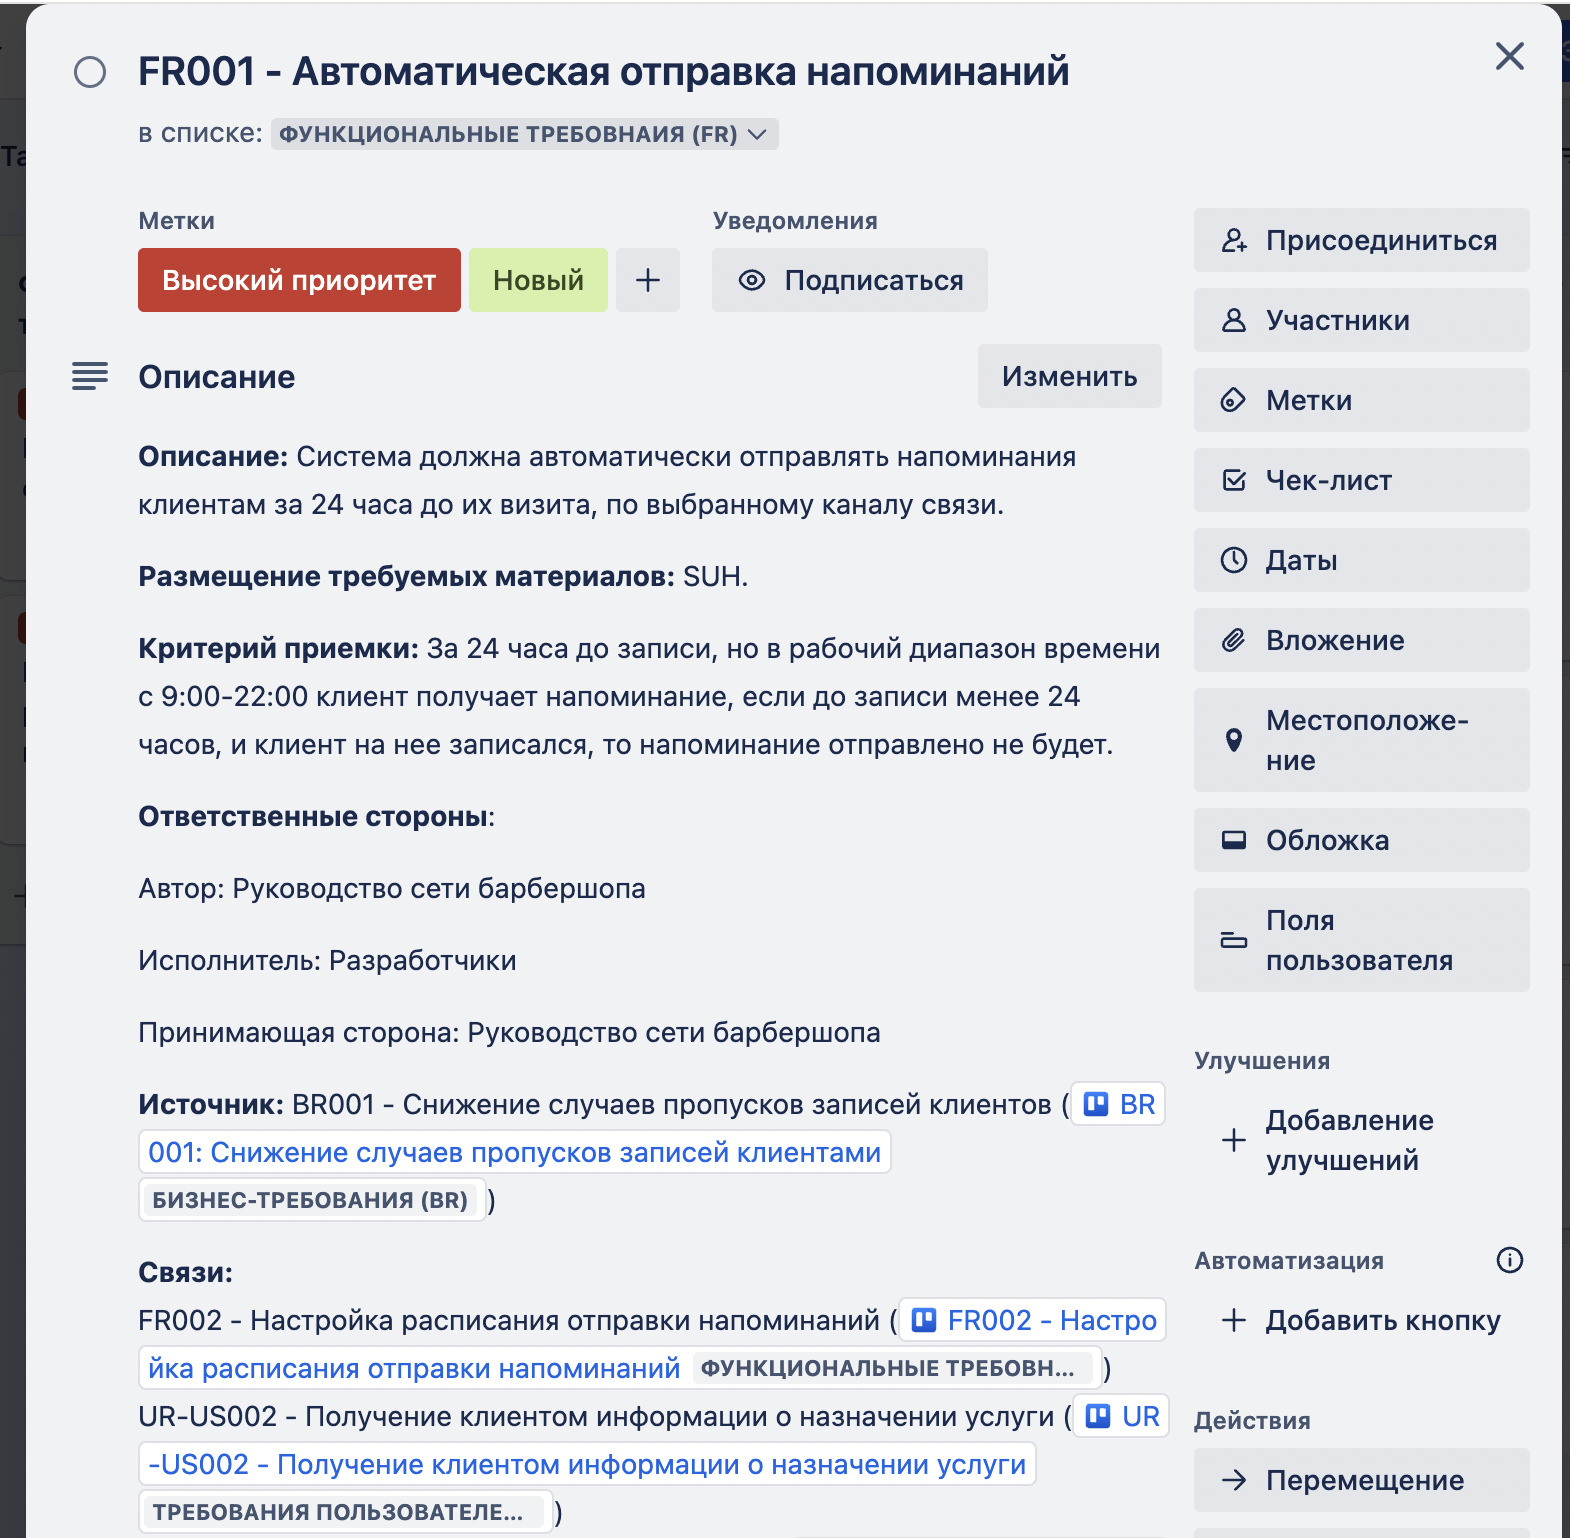 FR001 - Автоматическая отправка напоминаний
в списке: ФУНКЦИОНАЛЬНЫЕ ТРЕБОВНАИЯ (FR)
Метки
Уведомления
Высокий приоритет
Новый
Подписаться
Описание
Изменить
Описание: Система должна автоматически отправлять напоминания
клиентам за 24 часа до их визита, по выбранному каналу связи.
Размещение требуемых материалов: SUH.
Критерий приемки: За 24 часа до записи, но в рабочий диапазон времени
с 9:00-22:00 клиент получает напоминание, если до записи менее 24
часов, и клиент на нее записался, то напоминание отправлено не будет.
Ответственные стороны:
Автор: Руководство сети барбершопа
Исполнитель: Разработчики
Принимающая сторона: Руководство сети барбершопа
Источник: BR001 - Снижение случаев пропусков записей клиентов ( BR
001: Снижение случаев пропусков записей клиентами
БИЗНЕС-ТРЕБОВАНИЯ (BR) )
Связи:
FR002 - Настройка расписания отправки напоминаний ( FR002 - Настро
йка расписания отправки напоминаний ФУНКЦИОНАЛЬНЫЕ ТРЕБОВН... )
UR-US002 - Получение клиентом информации о назначении услуги ( UR
-US002 - Получение клиентом информации о назначении услуги
ТРЕБОВАНИЯ ПОЛЬЗОВАТЕЛЕ... )
Присоединиться
Участники
Метки
Чек-лист
Даты
Вложение
Местоположе-
ние
Обложка
Поля
пользователя
Улучшения
Добавление
улучшений
Автоматизация
Добавить кнопку
Действия
Перемещение